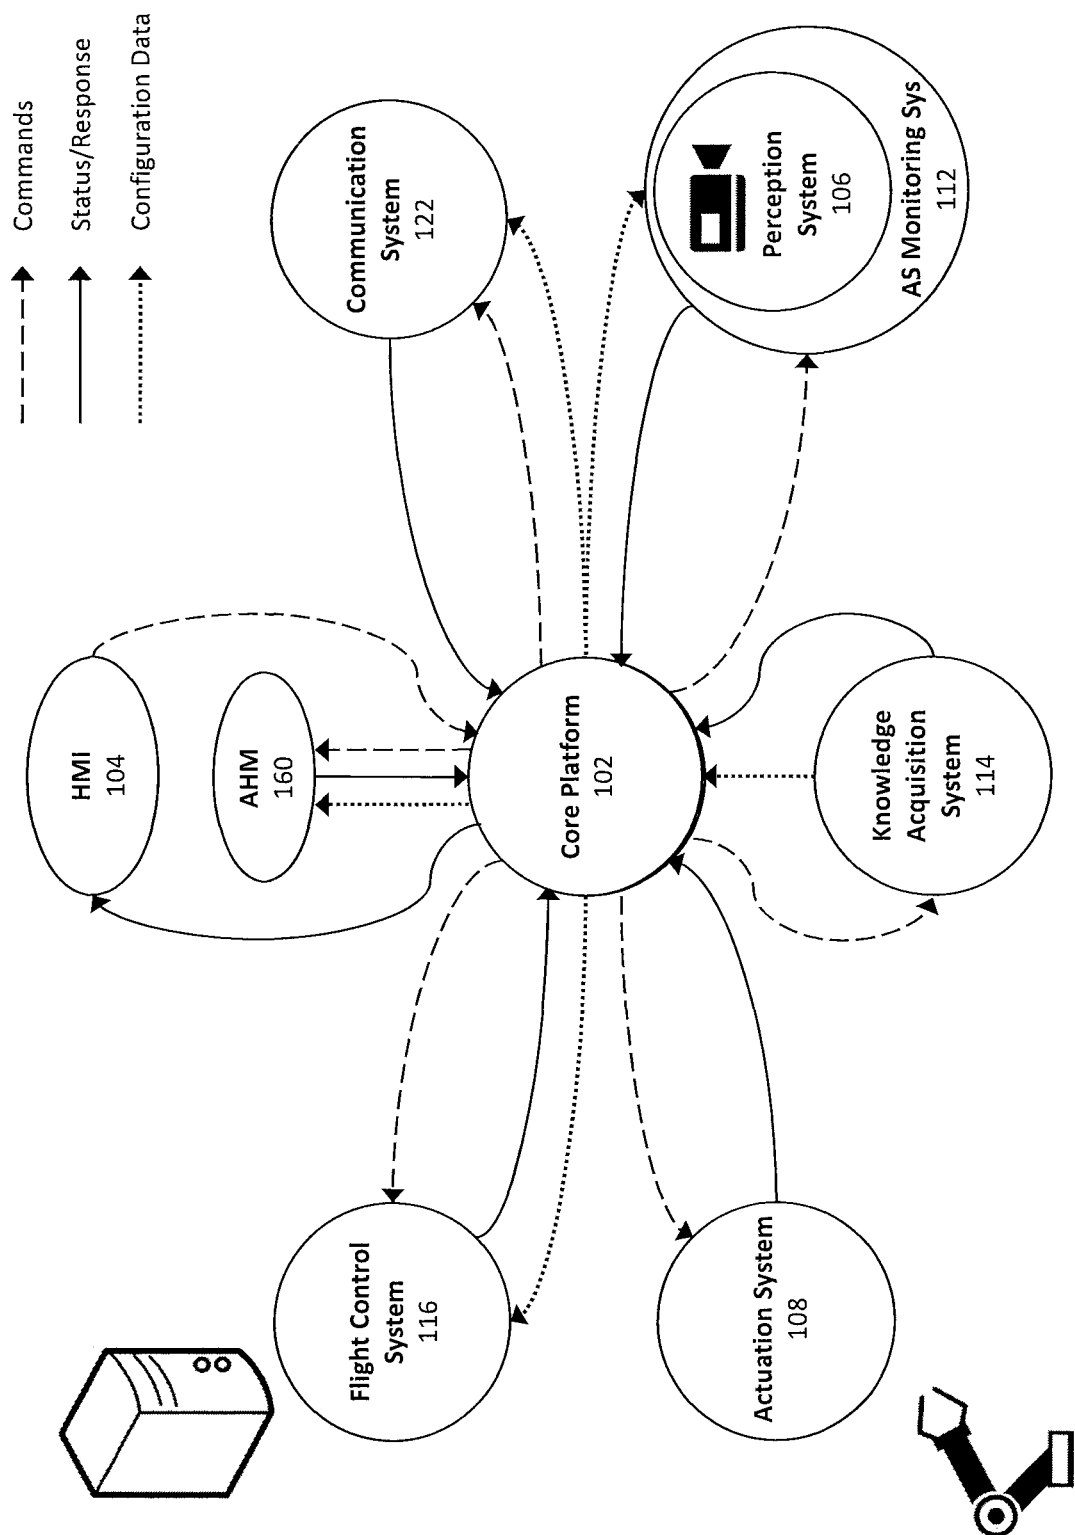 Commands
Status/Response
Configuration Data
HMI
104
AHM
160
Flight Control
System
116
Core Platform
102
Communication
System
122
Actuation System
108
Knowledge
Acquisition
System
114
Perception
System
106
AS Monitoring Sys
112